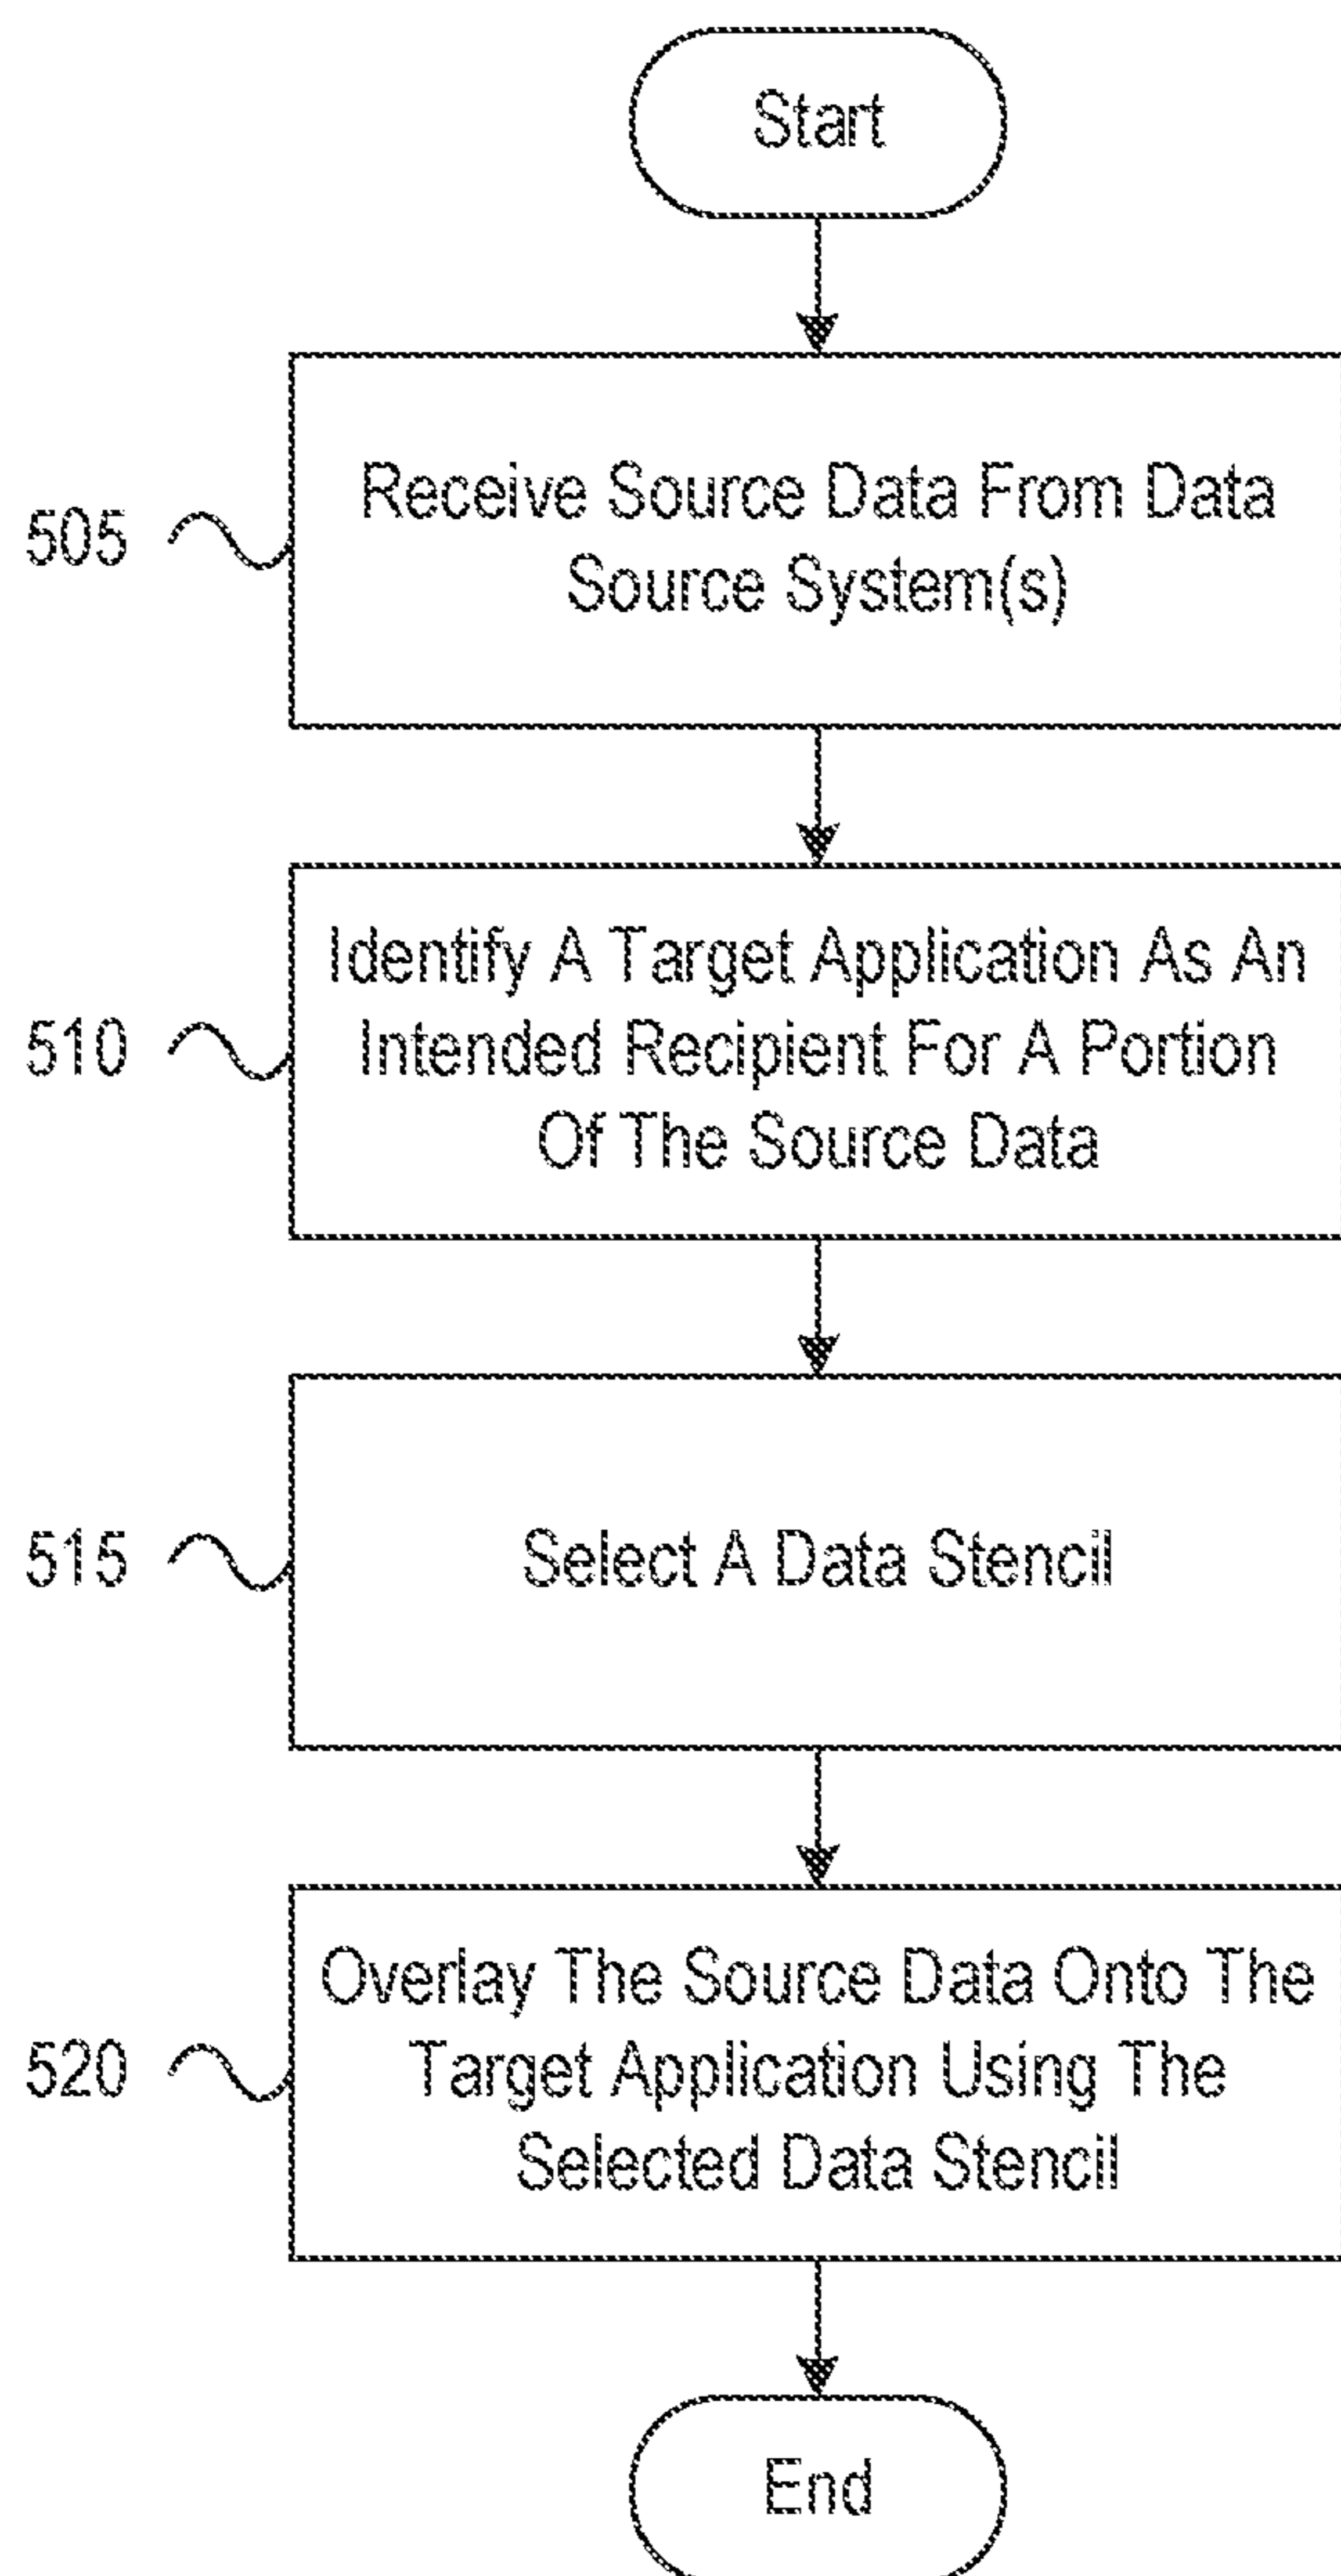 Start
505
Receive Source Data From Data
Source System(s)
510
Identify A Target Application As An
Intended Recipient For A Portion
Of The Source Data
515
Select A Data Stencil
520
Overlay The Source Data Onto The
Target Application Using The
Selected Data Stencil
End